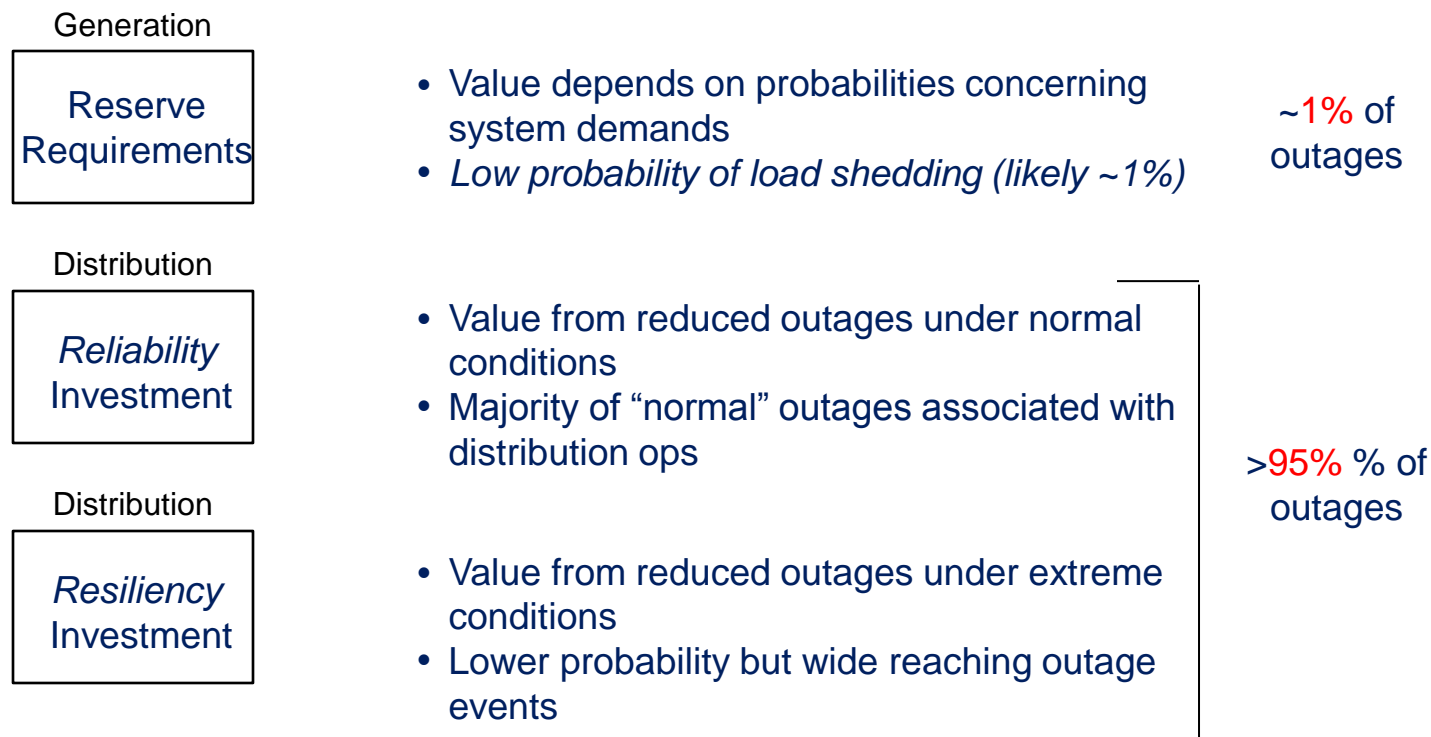 Generation
Reserve
Requirements
• Value depends on probabilities concerning
system demands
• Low probability of load shedding (likely ~1%)
~1% of
outages
Distribution
Reliability
Investment
• Value from reduced outages under normal
conditions
• Majority of “normal” outages associated with
distribution ops
>95% % of
outages
Distribution
Resiliency
Investment
• Value from reduced outages under extreme
conditions
• Lower probability but wide reaching outage
events